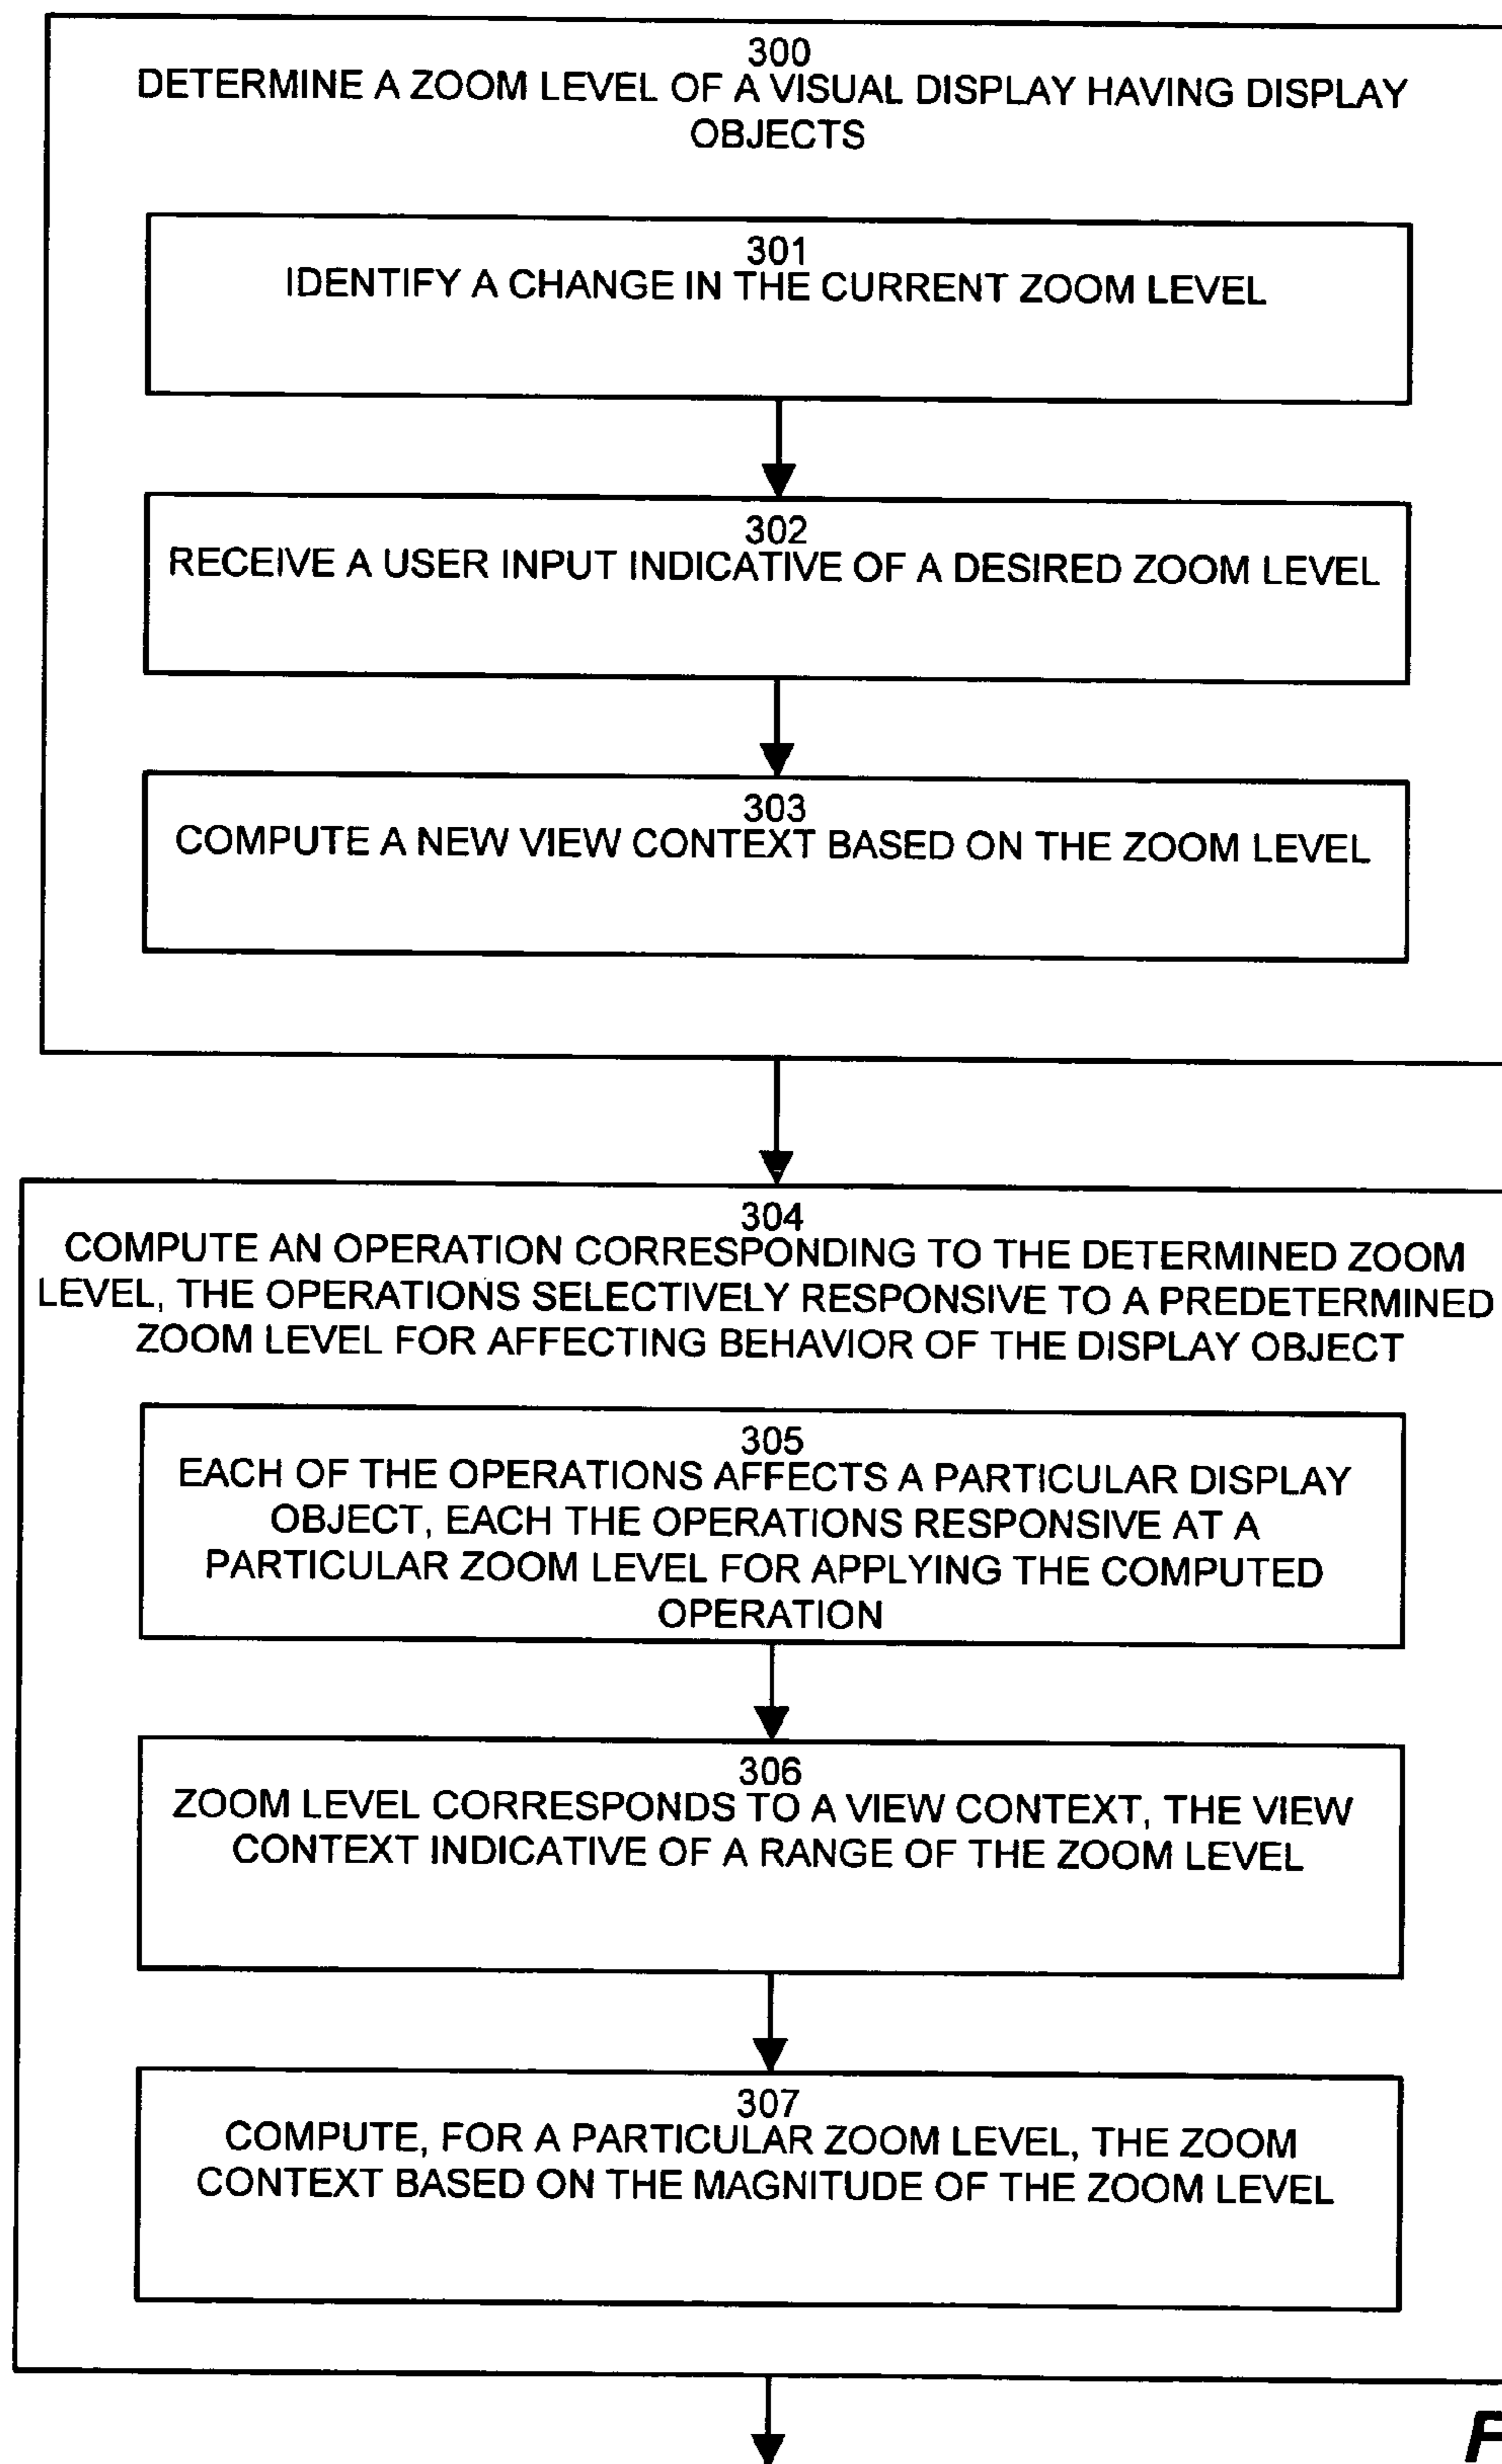 300
DETERMINE A ZOOM LEVEL OF A VISUAL DISPLAY HAVING DISPLAY
OBJECTS
301
IDENTIFY A CHANGE IN THE CURRENT ZOOM LEVEL
302
RECEIVE A USER INPUT INDICATIVE OF A DESIRED ZOOM LEVEL
303
COMPUTE A NEW VIEW CONTEXT BASED ON THE ZOOM LEVEL
304
COMPUTE AN OPERATION CORRESPONDING TO THE DETERMINED ZOOM
LEVEL, THE OPERATIONS SELECTIVELY RESPONSIVE TO A PREDETERMINED
ZOOM LEVEL FOR AFFECTING BEHAVIOR OF THE DISPLAY OBJECT
305
EACH OF THE OPERATIONS AFFECTS A PARTICULAR DISPLAY
OBJECT, EACH THE OPERATIONS RESPONSIVE AT A
PARTICULAR ZOOM LEVEL FOR APPLYING THE COMPUTED
OPERATION
306
ZOOM LEVEL CORRESPONDS TO A VIEW CONTEXT, THE VIEW
CONTEXT INDICATIVE OF A RANGE OF THE ZOOM LEVEL
307
COMPUTE, FOR A PARTICULAR ZOOM LEVEL, THE ZOOM
CONTEXT BASED ON THE MAGNITUDE OF THE ZOOM LEVEL